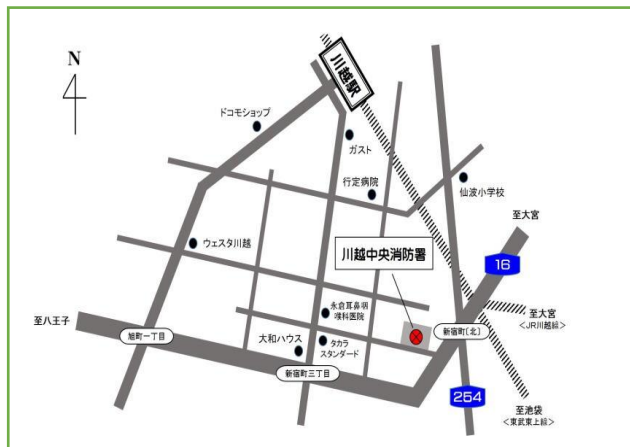 N
川越駅
ドコモショップ
ガスト
行定病院
仙波小学校
至大宮
ウェスタ川越
川越中央消防署
16
至八王子
永倉耳鼻咽
喉科医院
至大宮
<JR川越線>
旭町一丁目
新宿町[北]
大和ハウス
タカラ
スタンダード
新宿町三丁目
254
至池袋
<東武東上線>